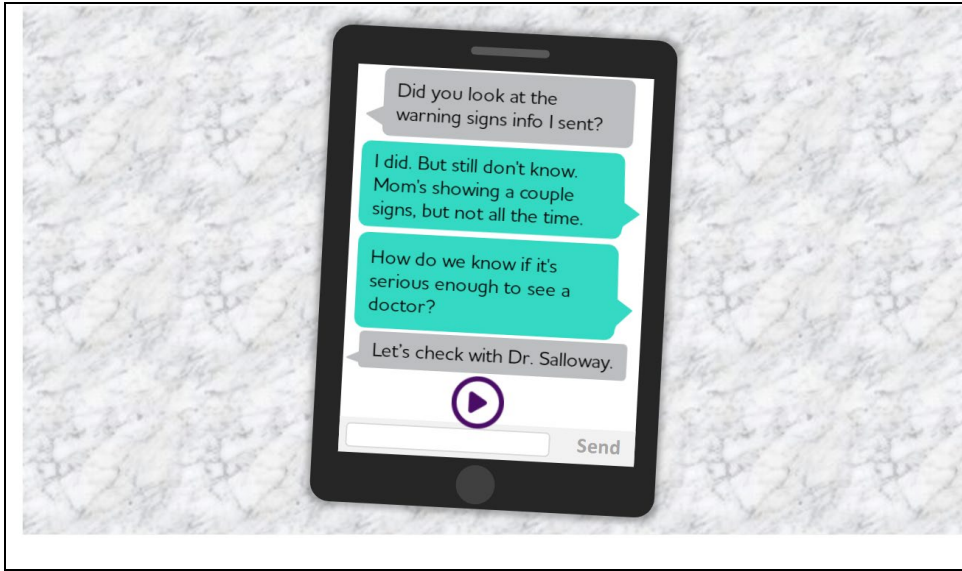 Did you look at the
warning signs info I sent?
I did. But still don't know.
Mom's showing a couple
signs, but not all the time.
How do we know if it's
serious enough to see a
doctor?
Let's check with Dr. Salloway.
Send